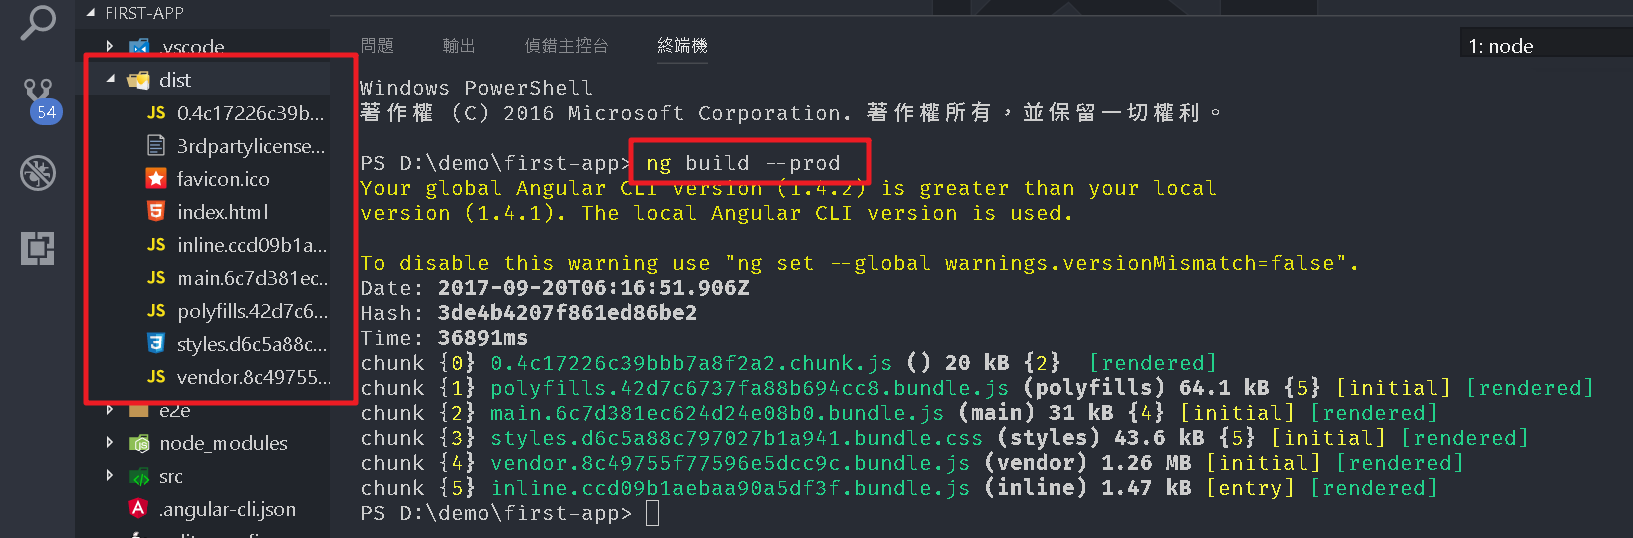 FIRST-APP
.vscode
dist
0.4c17226c39b...
3rdpartylicense...
favicon.ico
index.html
inline.ccd09b1a...
main.6c7d381ec...
polyfills.42d7c6...
styles.d6c5a88c...
vendor.8c49755...
e2e
node_modules
src
.angular-cli.json
54
問題 輸出 偵錯主控台 終端機
1: node
Windows PowerShell
著作權 (C) 2016 Microsoft Corporation. 著作權所有，並保留一切權利。
PS D:\demo\first-app> ng build --prod
Your global Angular CLI version (1.4.2) is greater than your local
version (1.4.1). The local Angular CLI version is used.
To disable this warning use "ng set --global warnings.versionMismatch=false".
Date: 2017-09-20T06:16:51.906Z
Hash: 3de4b4207f861ed86be2
Time: 36891ms
chunk {0} 0.4c17226c39bbb7a8f2a2.chunk.js () 20 kB {2} [rendered]
chunk {1} polyfills.42d7c6737fa88b694cc8.bundle.js (polyfills) 64.1 kB {5} [initial] [rendered]
chunk {2} main.6c7d381ec624d24e08b0.bundle.js (main) 31 kB {4} [initial] [rendered]
chunk {3} styles.d6c5a88c797027b1a941.bundle.css (styles) 43.6 kB {5} [initial] [rendered]
chunk {4} vendor.8c49755f77596e5dcc9c.bundle.js (vendor) 1.26 MB [initial] [rendered]
chunk {5} inline.ccd09b1aebaa90a5df3f.bundle.js (inline) 1.47 kB [entry] [rendered]
PS D:\demo\first-app>